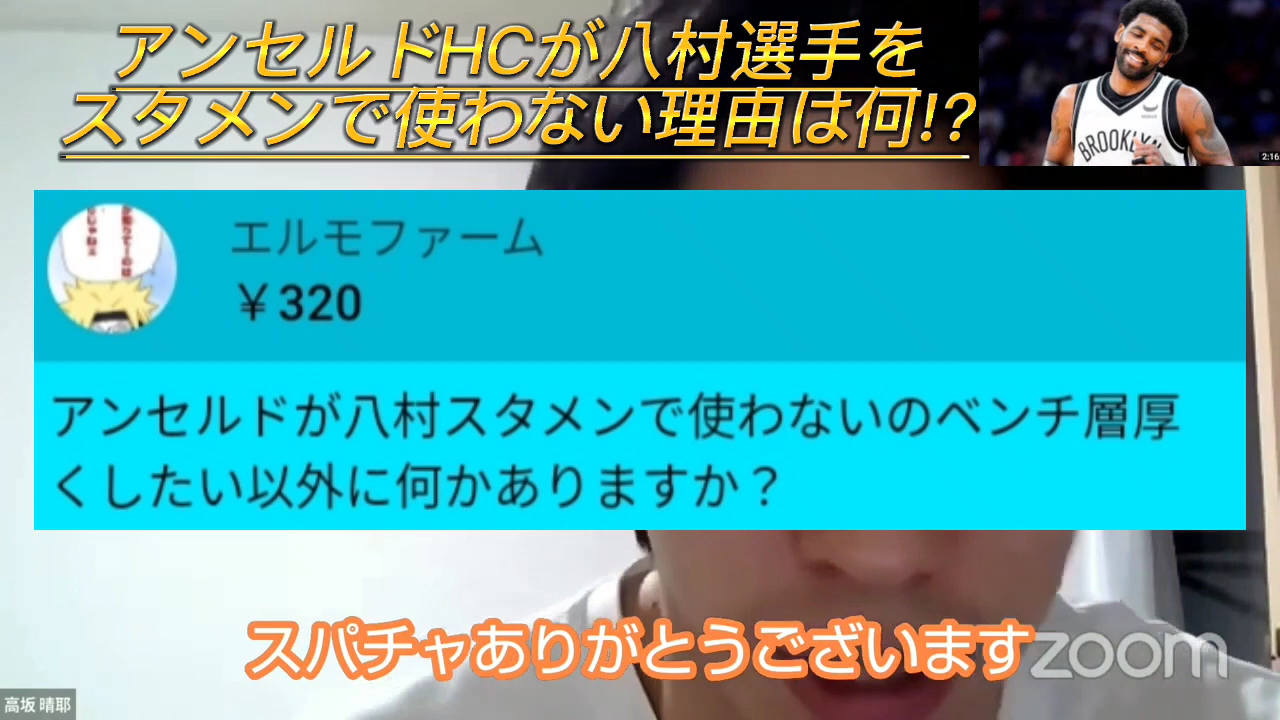 アンセルドHCが八村選手を
スタメンで使わない理由は何!?
BROOKLYN
2:16
エルモファーム
￥320
アンセルドが八村スタメンで使わないのベンチ層厚
くしたい以外に何かありますか？
スパチャありがとうございます
zoom
高坂 晴耶